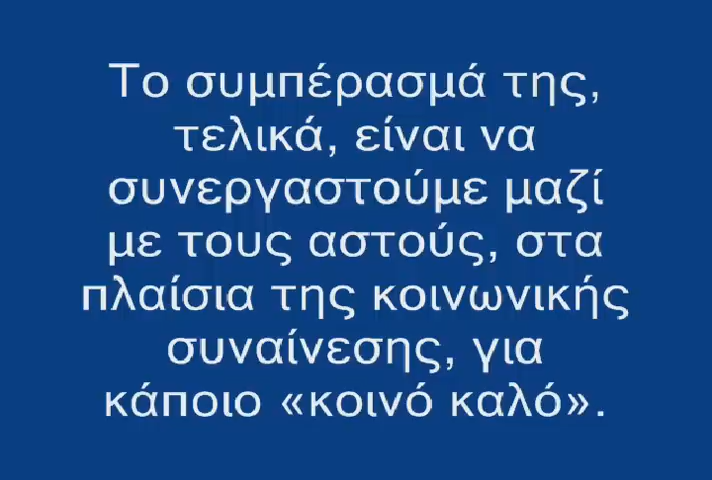 Το συμπέρασμά της,
τελικά, είναι να
συνεργαστούμε μαζί
με τους αστούς, στα
πλαίσια της κοινωνικής
συναίνεσης, για
κάποιο «κοινό καλό».